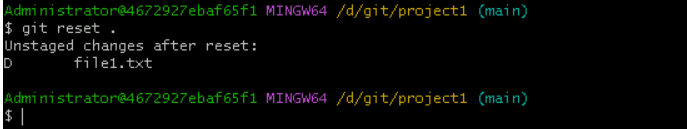 Administrator@4672927ebaf65f1 MINGW64 /d/git/project1 (main)
$ git reset .
Unstaged changes after reset:
D       file1.txt
Administrator@4672927ebaf65f1 MINGW64 /d/git/project1 (main)
$